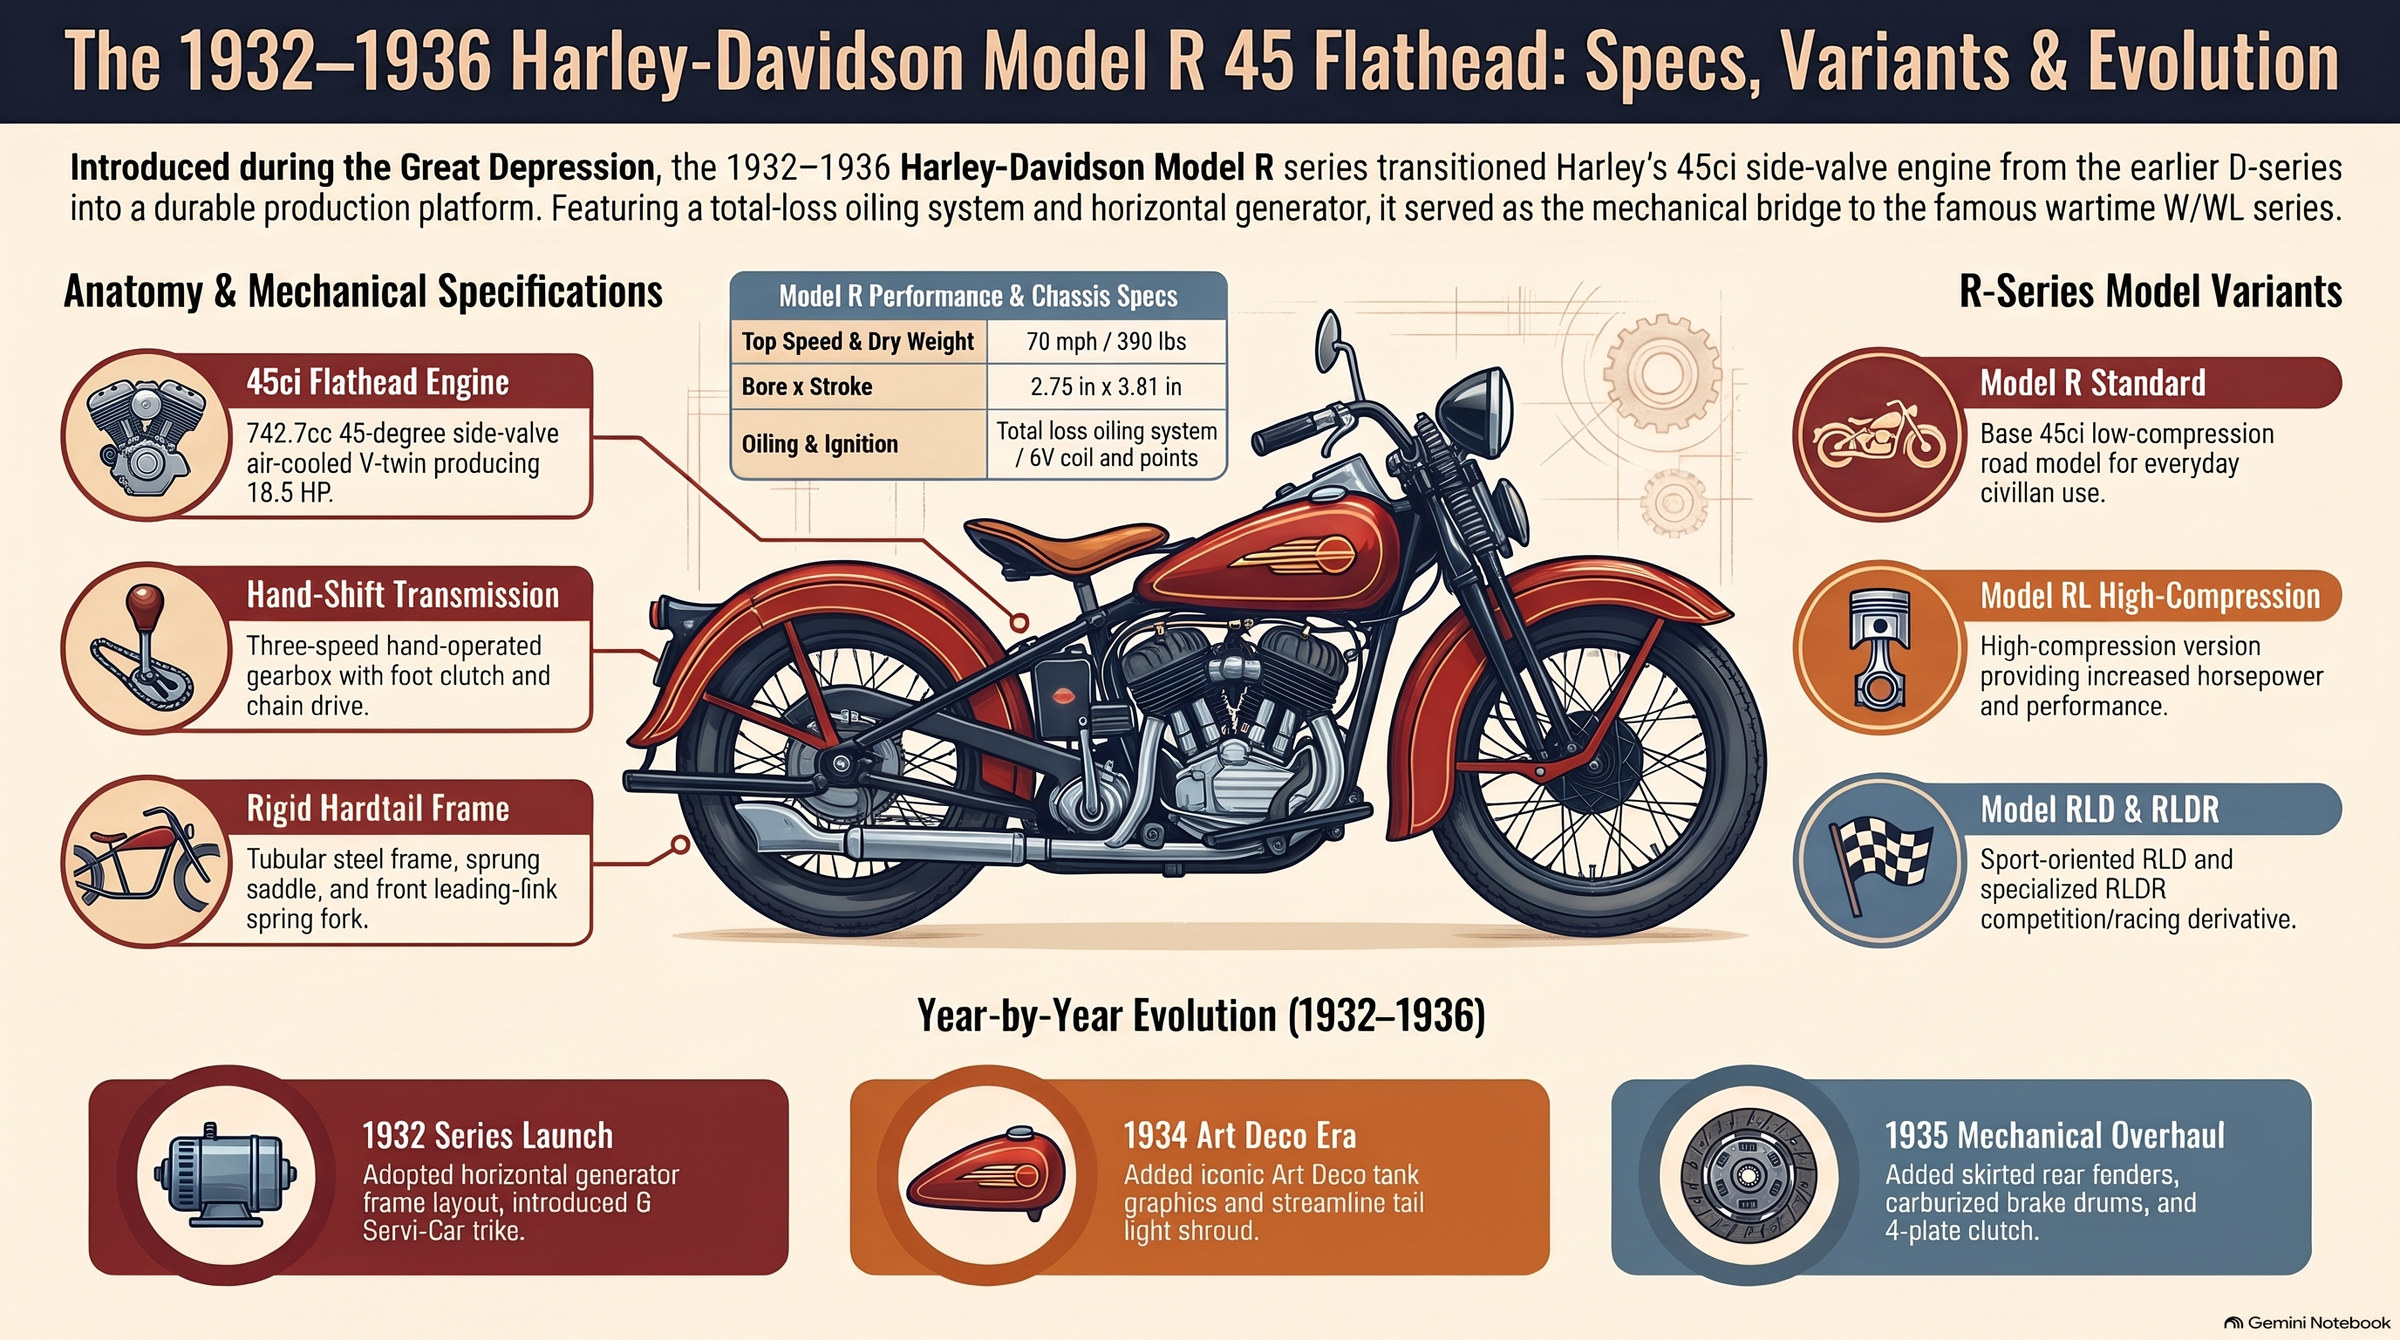 The 1932–1936 Harley-Davidson Model R 45 Flathead: Specs, Variants & Evolution
Introduced during the Great Depression, the 1932–1936 Harley-Davidson Model R series transitioned Harley's 45ci side-valve engine from the earlier D-series
into a durable production platform. Featuring a total-loss oiling system and horizontal generator, it served as the mechanical bridge to the famous wartime W/WL series.
Anatomy & Mechanical Specifications
45ci Flathead Engine
742.7cc 45-degree side-valve
air-cooled V-twin producing
18.5 HP.
Hand-Shift Transmission
Three-speed hand-operated
gearbox with foot clutch and
chain drive.
Rigid Hardtail Frame
Tubular steel frame, sprung
saddle, and front leading-link
spring fork.
Model R Performance & Chassis Specs
Top Speed & Dry Weight 70 mph / 390 lbs
Bore x Stroke 2.75 in x 3.81 in
Oiling & Ignition Total loss oiling system
/ 6V coil and points
R-Series Model Variants
Model R Standard
Base 45ci low-compression
road model for everyday
civillan use.
Model RL High-Compression
High-compression version
providing increased horsepower
and performance.
Model RLD & RLDR
Sport-oriented RLD and
specialized RLDR
competition/racing derivative.
Year-by-Year Evolution (1932–1936)
1932 Series Launch
Adopted horizontal generator
frame layout, introduced G
Servi-Car trike.
1934 Art Deco Era
Added iconic Art Deco tank
graphics and streamline tail
light shroud.
1935 Mechanical Overhaul
Added skirted rear fenders,
carburized brake drums, and
4-plate clutch.
Gemini Notebook